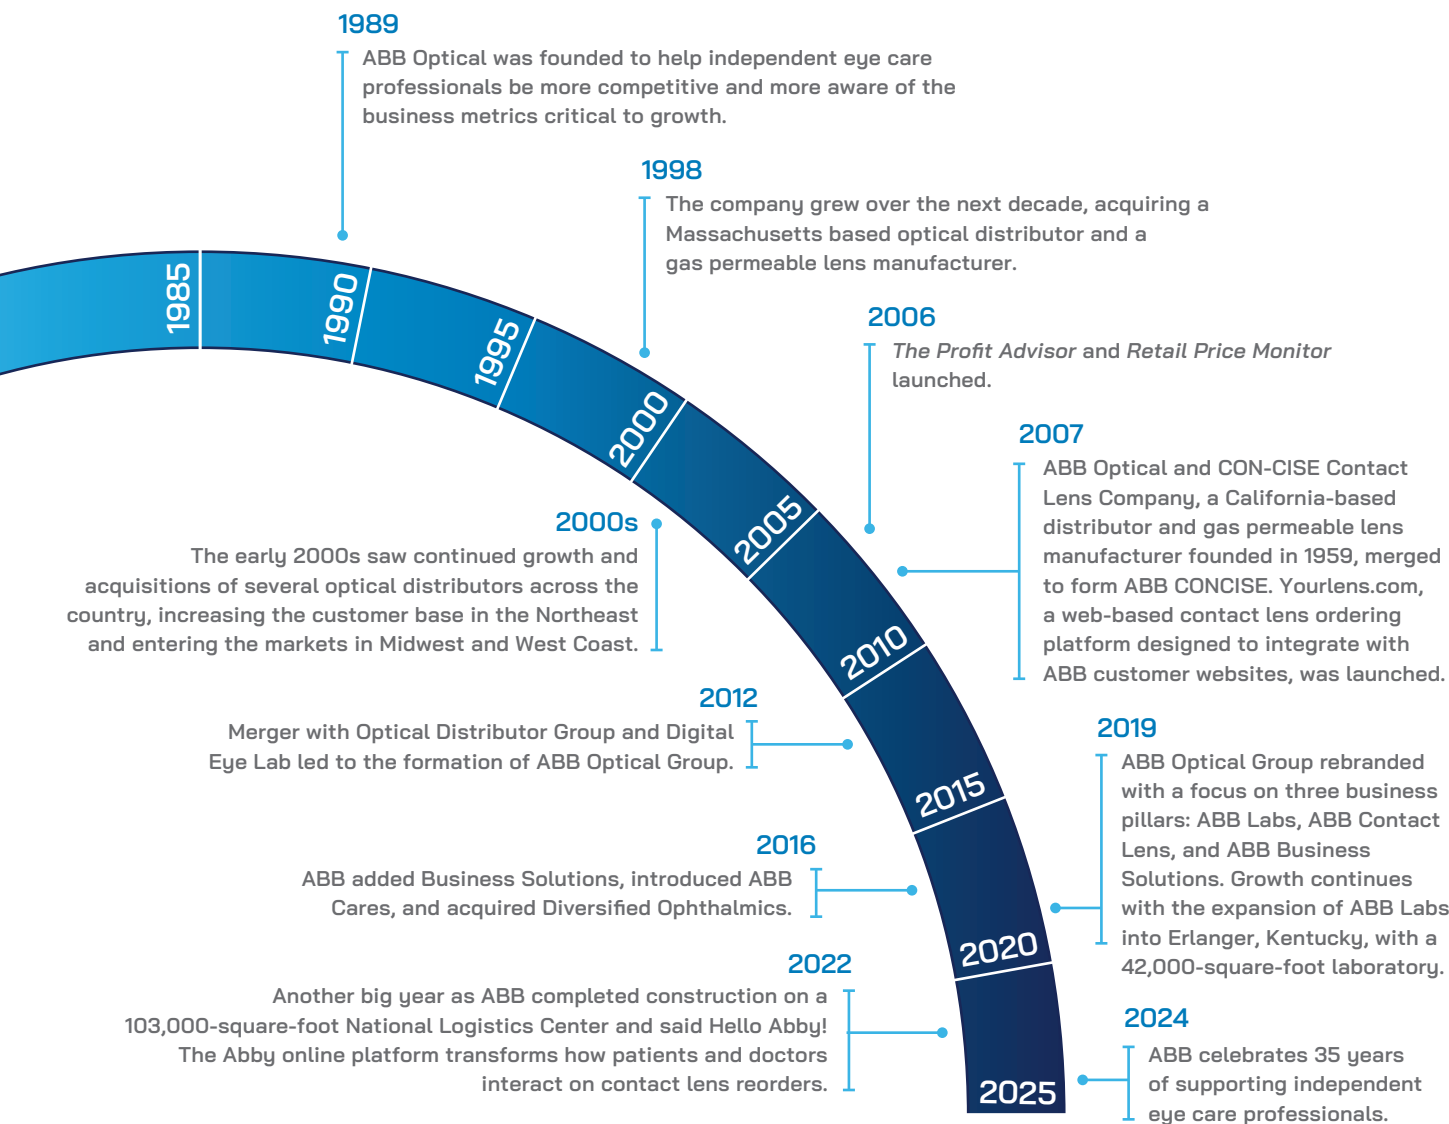 1989
ABB Optical was founded to help independent eye care
professionals be more competitive and more aware of the
business metrics critical to growth.
1998
The company grew over the next decade, acquiring a
Massachusetts based optical distributor and a
gas permeable lens manufacturer.
2006
The Profit Advisor and Retail Price Monitor
launched.
2007
ABB Optical and CON-CISE Contact
Lens Company, a California-based
distributor and gas permeable lens
manufacturer founded in 1959, merged
to form ABB CONCISE. Yourlens.com,
a web-based contact lens ordering
platform designed to integrate with
ABB customer websites, was launched.
2019
ABB Optical Group rebranded
with a focus on three business
pillars: ABB Labs, ABB Contact
Lens, and ABB Business
Solutions. Growth continues
with the expansion of ABB Labs
into Erlanger, Kentucky, with a
42,000-square-foot laboratory.
2024
ABB celebrates 35 years
of supporting independent
eye care professionals.
1985
1990
1995
2000
2005
2010
2015
2020
2025
2000s
The early 2000s saw continued growth and
acquisitions of several optical distributors across the
country, increasing the customer base in the Northeast
and entering the markets in Midwest and West Coast.
2012
Merger with Optical Distributor Group and Digital
Eye Lab led to the formation of ABB Optical Group.
2016
ABB added Business Solutions, introduced ABB
Cares, and acquired Diversified Ophthalmics.
2022
Another big year as ABB completed construction on a
103,000-square-foot National Logistics Center and said Hello Abby!
The Abby online platform transforms how patients and doctors
interact on contact lens reorders.